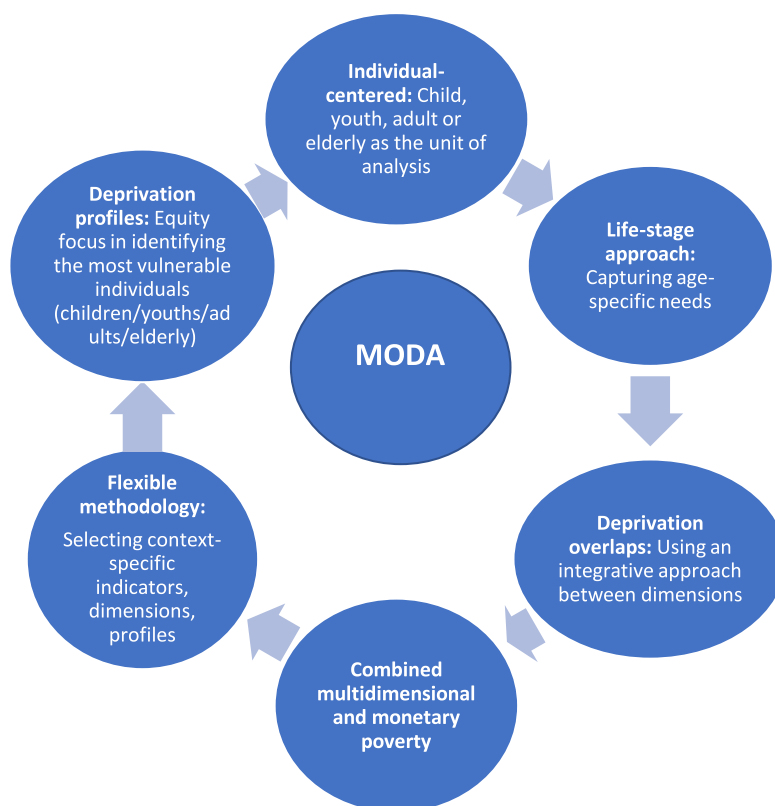 Individual-
centered: Child,
youth, adult or
elderly as the unit of
analysis
Life-stage
approach:
Capturing age-
specific needs
Deprivation
overlaps: Using an
integrative approach
between dimensions
Combined
multidimensional
and monetary
poverty
Flexible
methodology:
Selecting context-
specific
indicators,
dimensions,
profiles
Deprivation
profiles: Equity
focus in identifying
the most vulnerable
individuals
(children/youths/ad
ults/elderly)
MODA